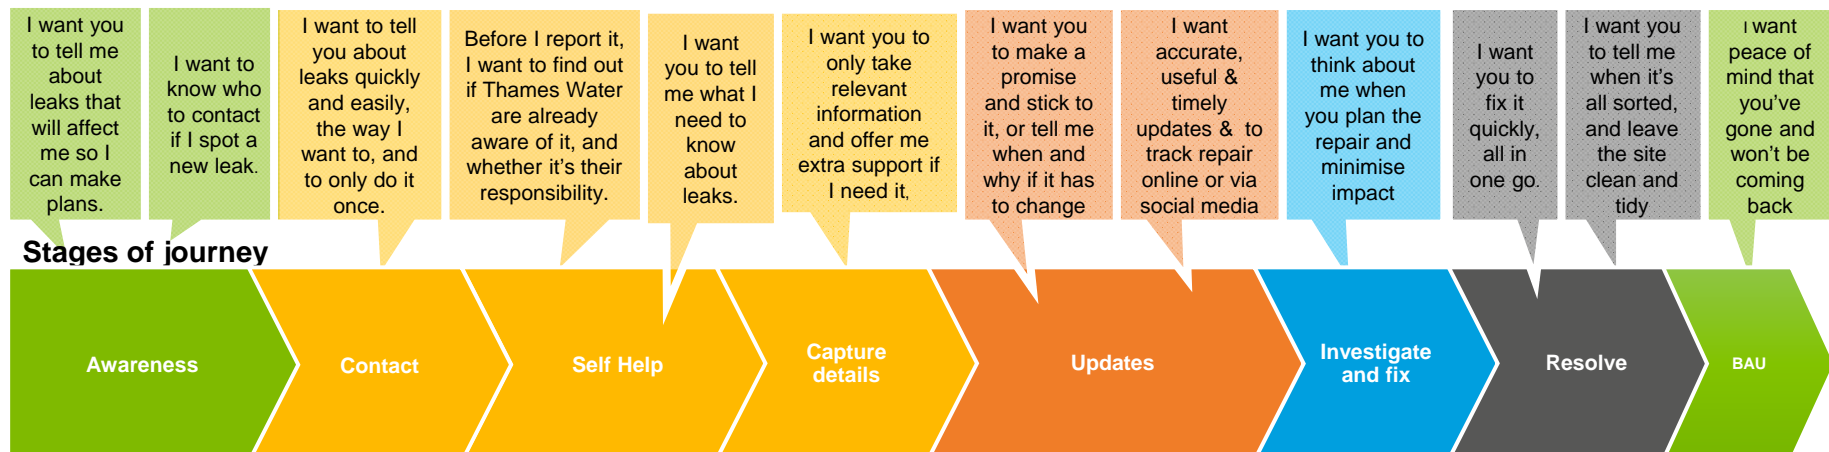 I want you
to tell me
about
leaks that
will affect
me so I
can make
plans.
I want to
know who
to contact
if I spot a
new leak.
I want to tell
you about
leaks quickly
and easily,
the way I
want to, and
to only do it
once.
Before I report it,
I want to find out
if Thames Water
are already
aware of it, and
whether it's their
responsibility.
I want
you to tell
me what I
need to
know
about
leaks.
I want you to
only take
relevant
information
and offer me
extra support if
I need it,
I want you
to make a
promise
and stick to
it, or tell me
when and
why if it has
to change
I want
accurate,
useful &
timely
updates & to
track repair
online or via
social media
I want you to
think about
me when
you plan the
repair and
minimise
impact
I want
you to
fix it
quickly,
all in
one go.
I want you
to tell me
when it's
all sorted,
and leave
the site
clean and
tidy
I want
peace of
mind that
you've
gone and
won't be
coming
back
Stages of journey
Awareness
Contact
Self Help
Capture
details
Updates
Investigate
and fix
Resolve
BAU